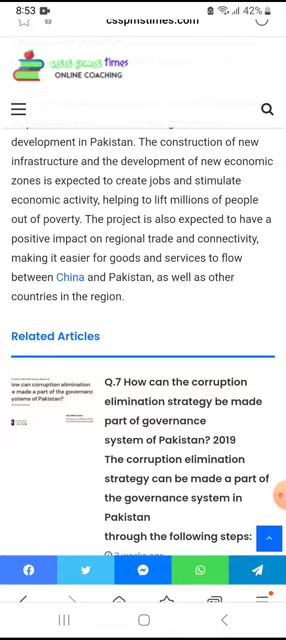 8:53
42%
csspmstimes.com
times
ONLINE COACHING
development in Pakistan. The construction of new
infrastructure and the development of new economic
zones is expected to create jobs and stimulate
economic activity, helping to lift millions of people
out of poverty. The project is also expected to have a
positive impact on regional trade and connectivity,
making it easier for goods and services to flow
between China and Pakistan, as well as other
countries in the region.
Related Articles
How can corruption elimination
be made a part of the governance
systems of Pakistan?
Q.7 How can the corruption
elimination strategy be made
part of governance
system of Pakistan? 2019
The corruption elimination
strategy can be made a part of
the governance system in
Pakistan
through the following steps:
2 weeks ago